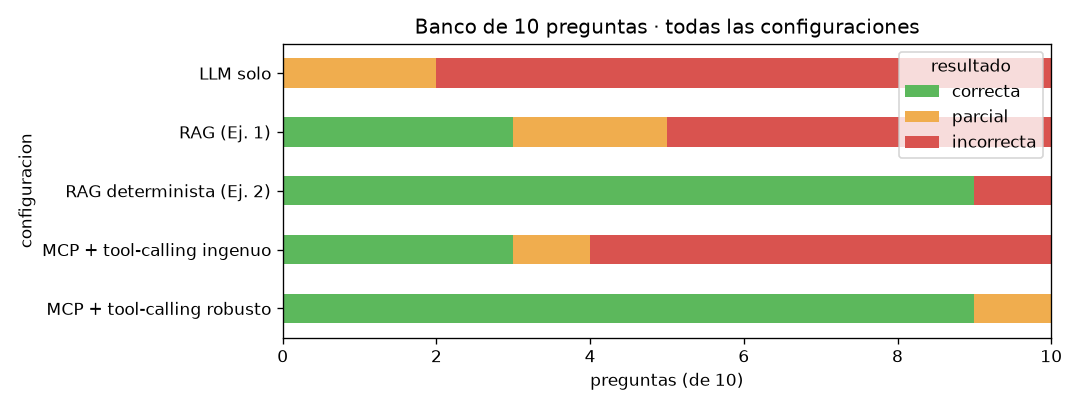 Banco de 10 preguntas · todas las configuraciones
resultado
correcta
parcial
incorrecta
configuracion
LLM solo
RAG (Ej. 1)
RAG determinista (Ej. 2)
MCP + tool-calling ingenuo
MCP + tool-calling robusto
0 2 4 6 8 10
preguntas (de 10)